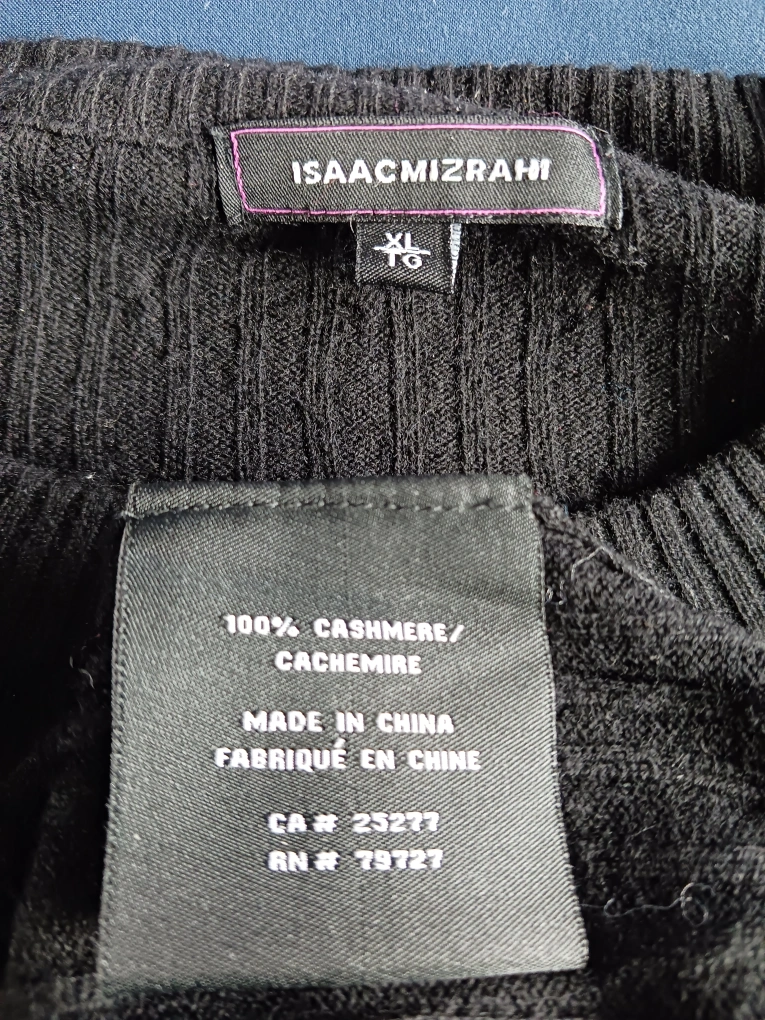 ISAACMIZRAHI
XL
TG
100% CASHMERE/
CACHEMIRE
MADE IN CHINA
FABRIQUÉ EN CHINE
CA# 25277
RN# 79727